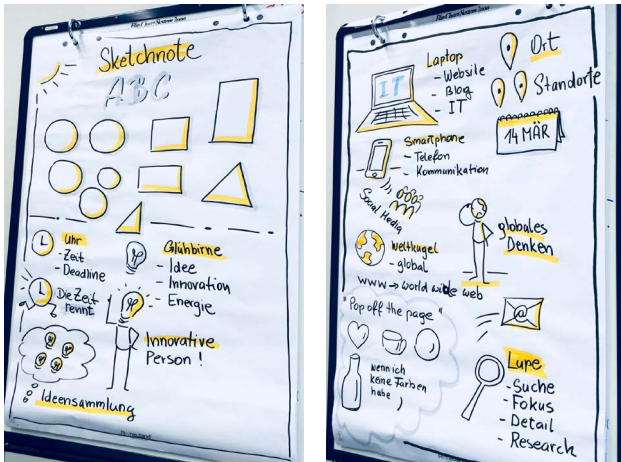 Sketchnote
ABC
Uhr
- Zeit
- Deadline
Die Zeit
rennt
Glühbirne
- Idee
- Innovation
- Energie
Innovative
Person!
Ideensammlung
Laptop
- Website
- Blog
- IT
IT
Ort
Standorte
14 MÄR
Smartphone
- Telefon
- Kommunikation
Social Media
Weltkugel
- global
www → world wide web
globales
Denken
"Pop off the page"
@
wenn ich
keine Farben
habe
Lupe
- Suche
- Fokus
- Detail
- Research